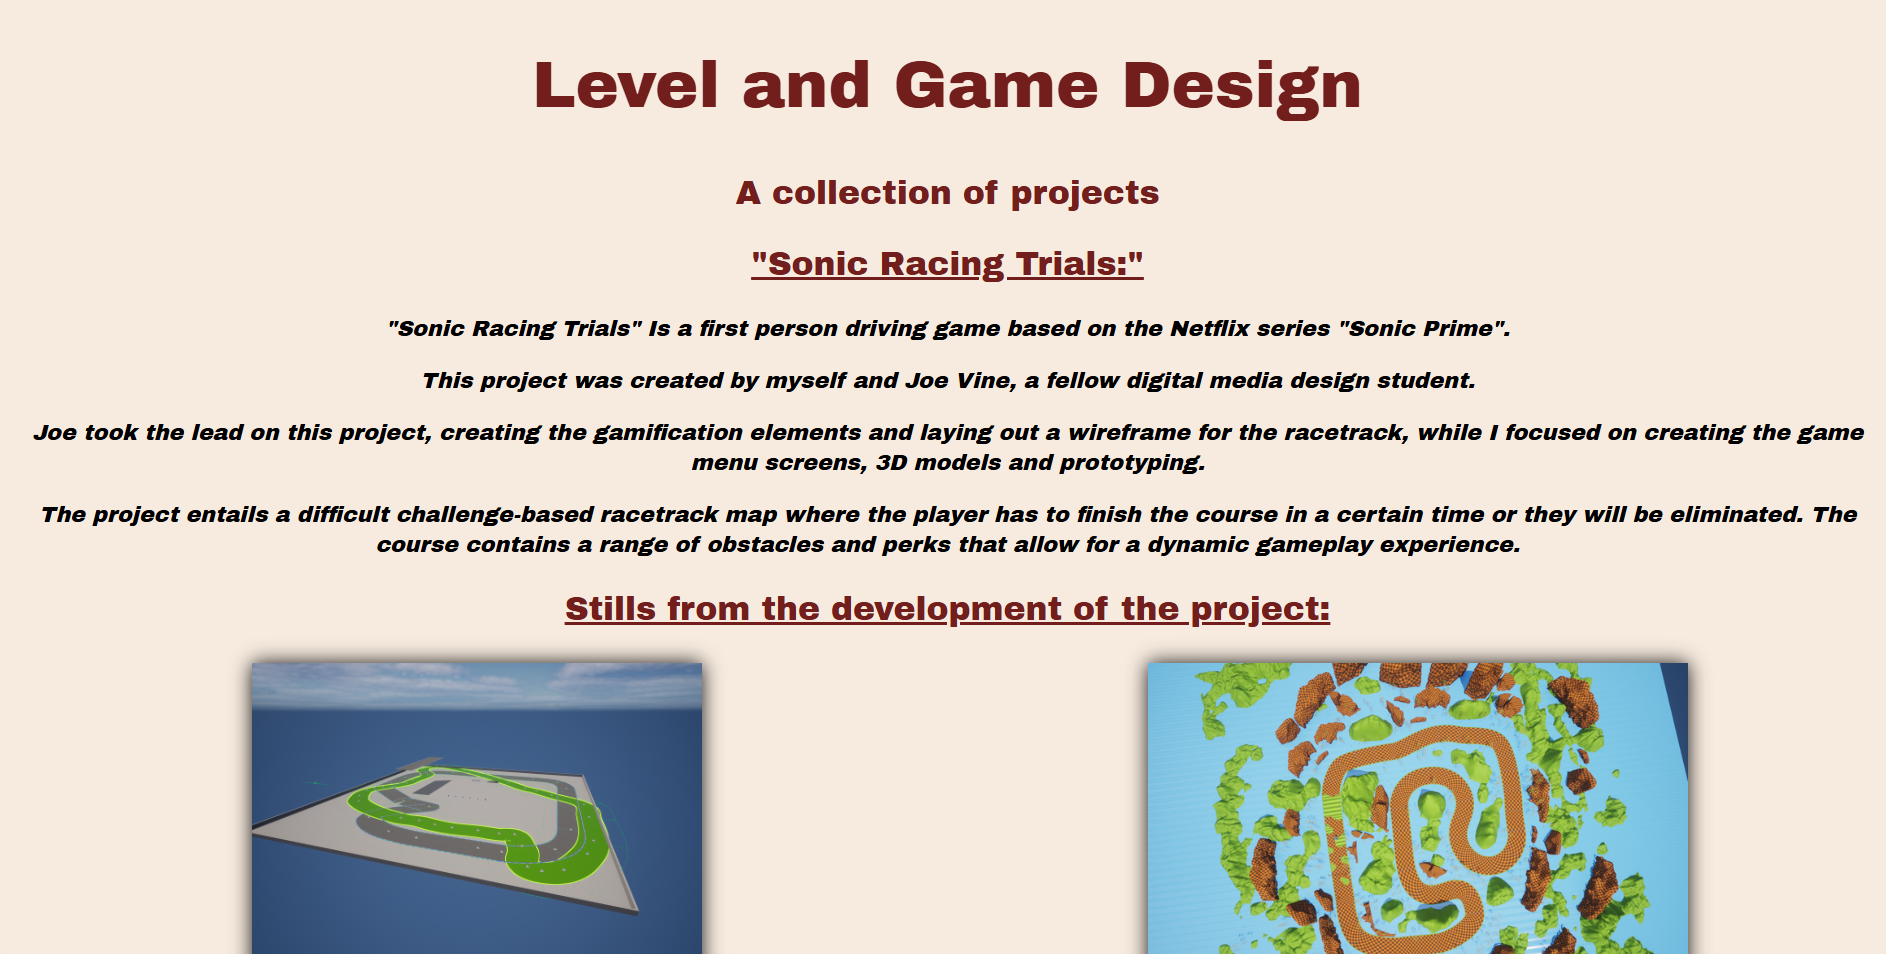 Level and Game Design
A collection of projects
"Sonic Racing Trials:"
"Sonic Racing Trials" Is a first person driving game based on the Netflix series "Sonic Prime".
This project was created by myself and Joe Vine, a fellow digital media design student.
Joe took the lead on this project, creating the gamification elements and laying out a wireframe for the racetrack, while I focused on creating the game
menu screens, 3D models and prototyping.
The project entails a difficult challenge-based racetrack map where the player has to finish the course in a certain time or they will be eliminated. The
course contains a range of obstacles and perks that allow for a dynamic gameplay experience.
Stills from the development of the project: